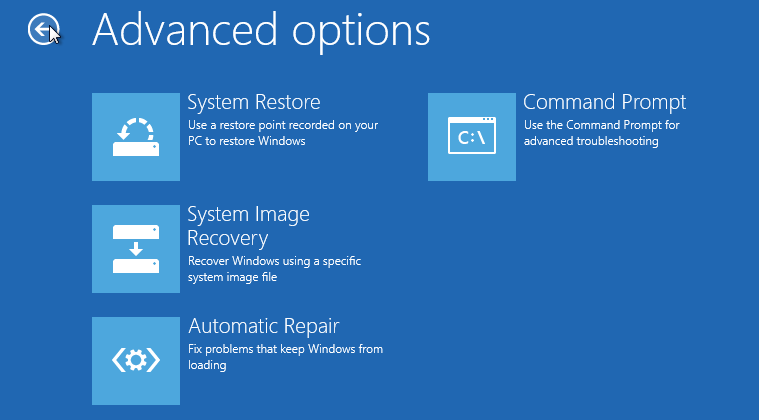 Advanced options
System Restore
Use a restore point recorded on your
PC to restore Windows
Command Prompt
Use the Command Prompt for
advanced troubleshooting
C:\
System Image
Recovery
Recover Windows using a specific
system image file
Automatic Repair
Fix problems that keep Windows from
loading